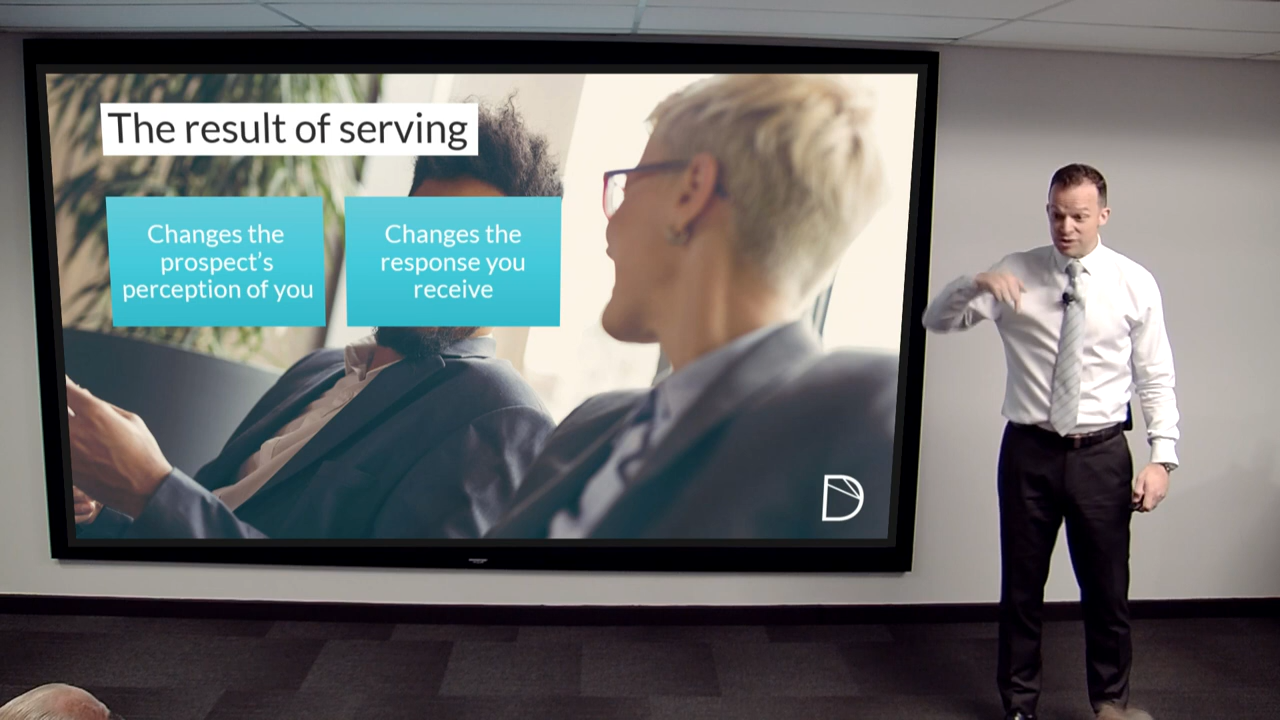 The result of serving
Changes the
prospect’s
perception of you
Changes the
response you
receive